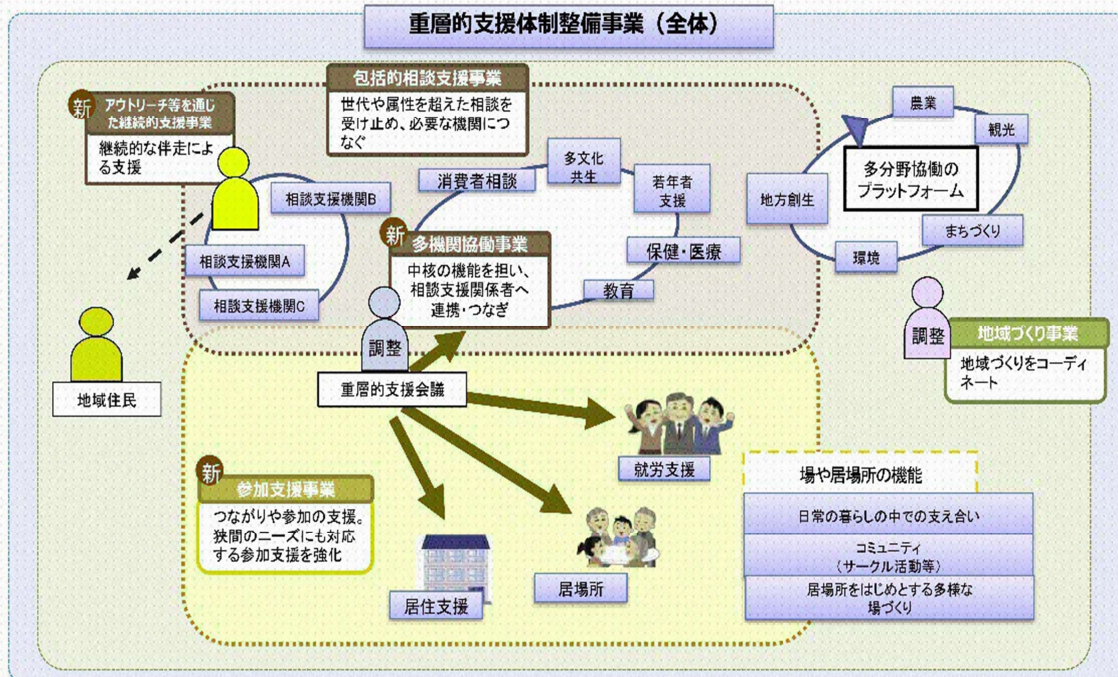 重層的支援体制整備事業（全体）
包括的相談支援事業
世代や属性を超えた相談を
受け止め、必要な機関につ
なぐ
新
アウトリーチ等を通じ
た継続的支援事業
継続的な伴走によ
る支援
相談支援機関B
相談支援機関A
相談支援機関C
消費者相談
多文化
共生
若年者
支援
保健・医療
教育
新
多機関協働事業
中核の機能を担い、
相談支援関係者へ
連携・つなぎ
調整
重層的支援会議
農業
観光
多分野協働の
プラットフォーム
地方創生
まちづくり
環境
調整
地域づくり事業
地域づくりをコーディ
ネート
地域住民
新
参加支援事業
つながりや参加の支援。
狭間のニーズにも対応
する参加支援を強化
就労支援
居場所
居住支援
場や居場所の機能
日常の暮らしの中での支え合い
コミュニティ
（サークル活動等）
居場所をはじめとする多様な
場づくり